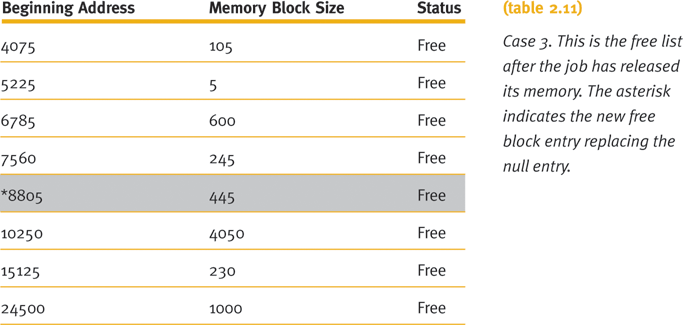 Beginning Address Memory Block Size Status
4075 105 Free
5225 5 Free
6785 600 Free
7560 245 Free
*8805 445 Free
10250 4050 Free
15125 230 Free
24500 1000 Free
(table 2.11)
Case 3. This is the free list
after the job has released
its memory. The asterisk
indicates the new free
block entry replacing the
null entry.